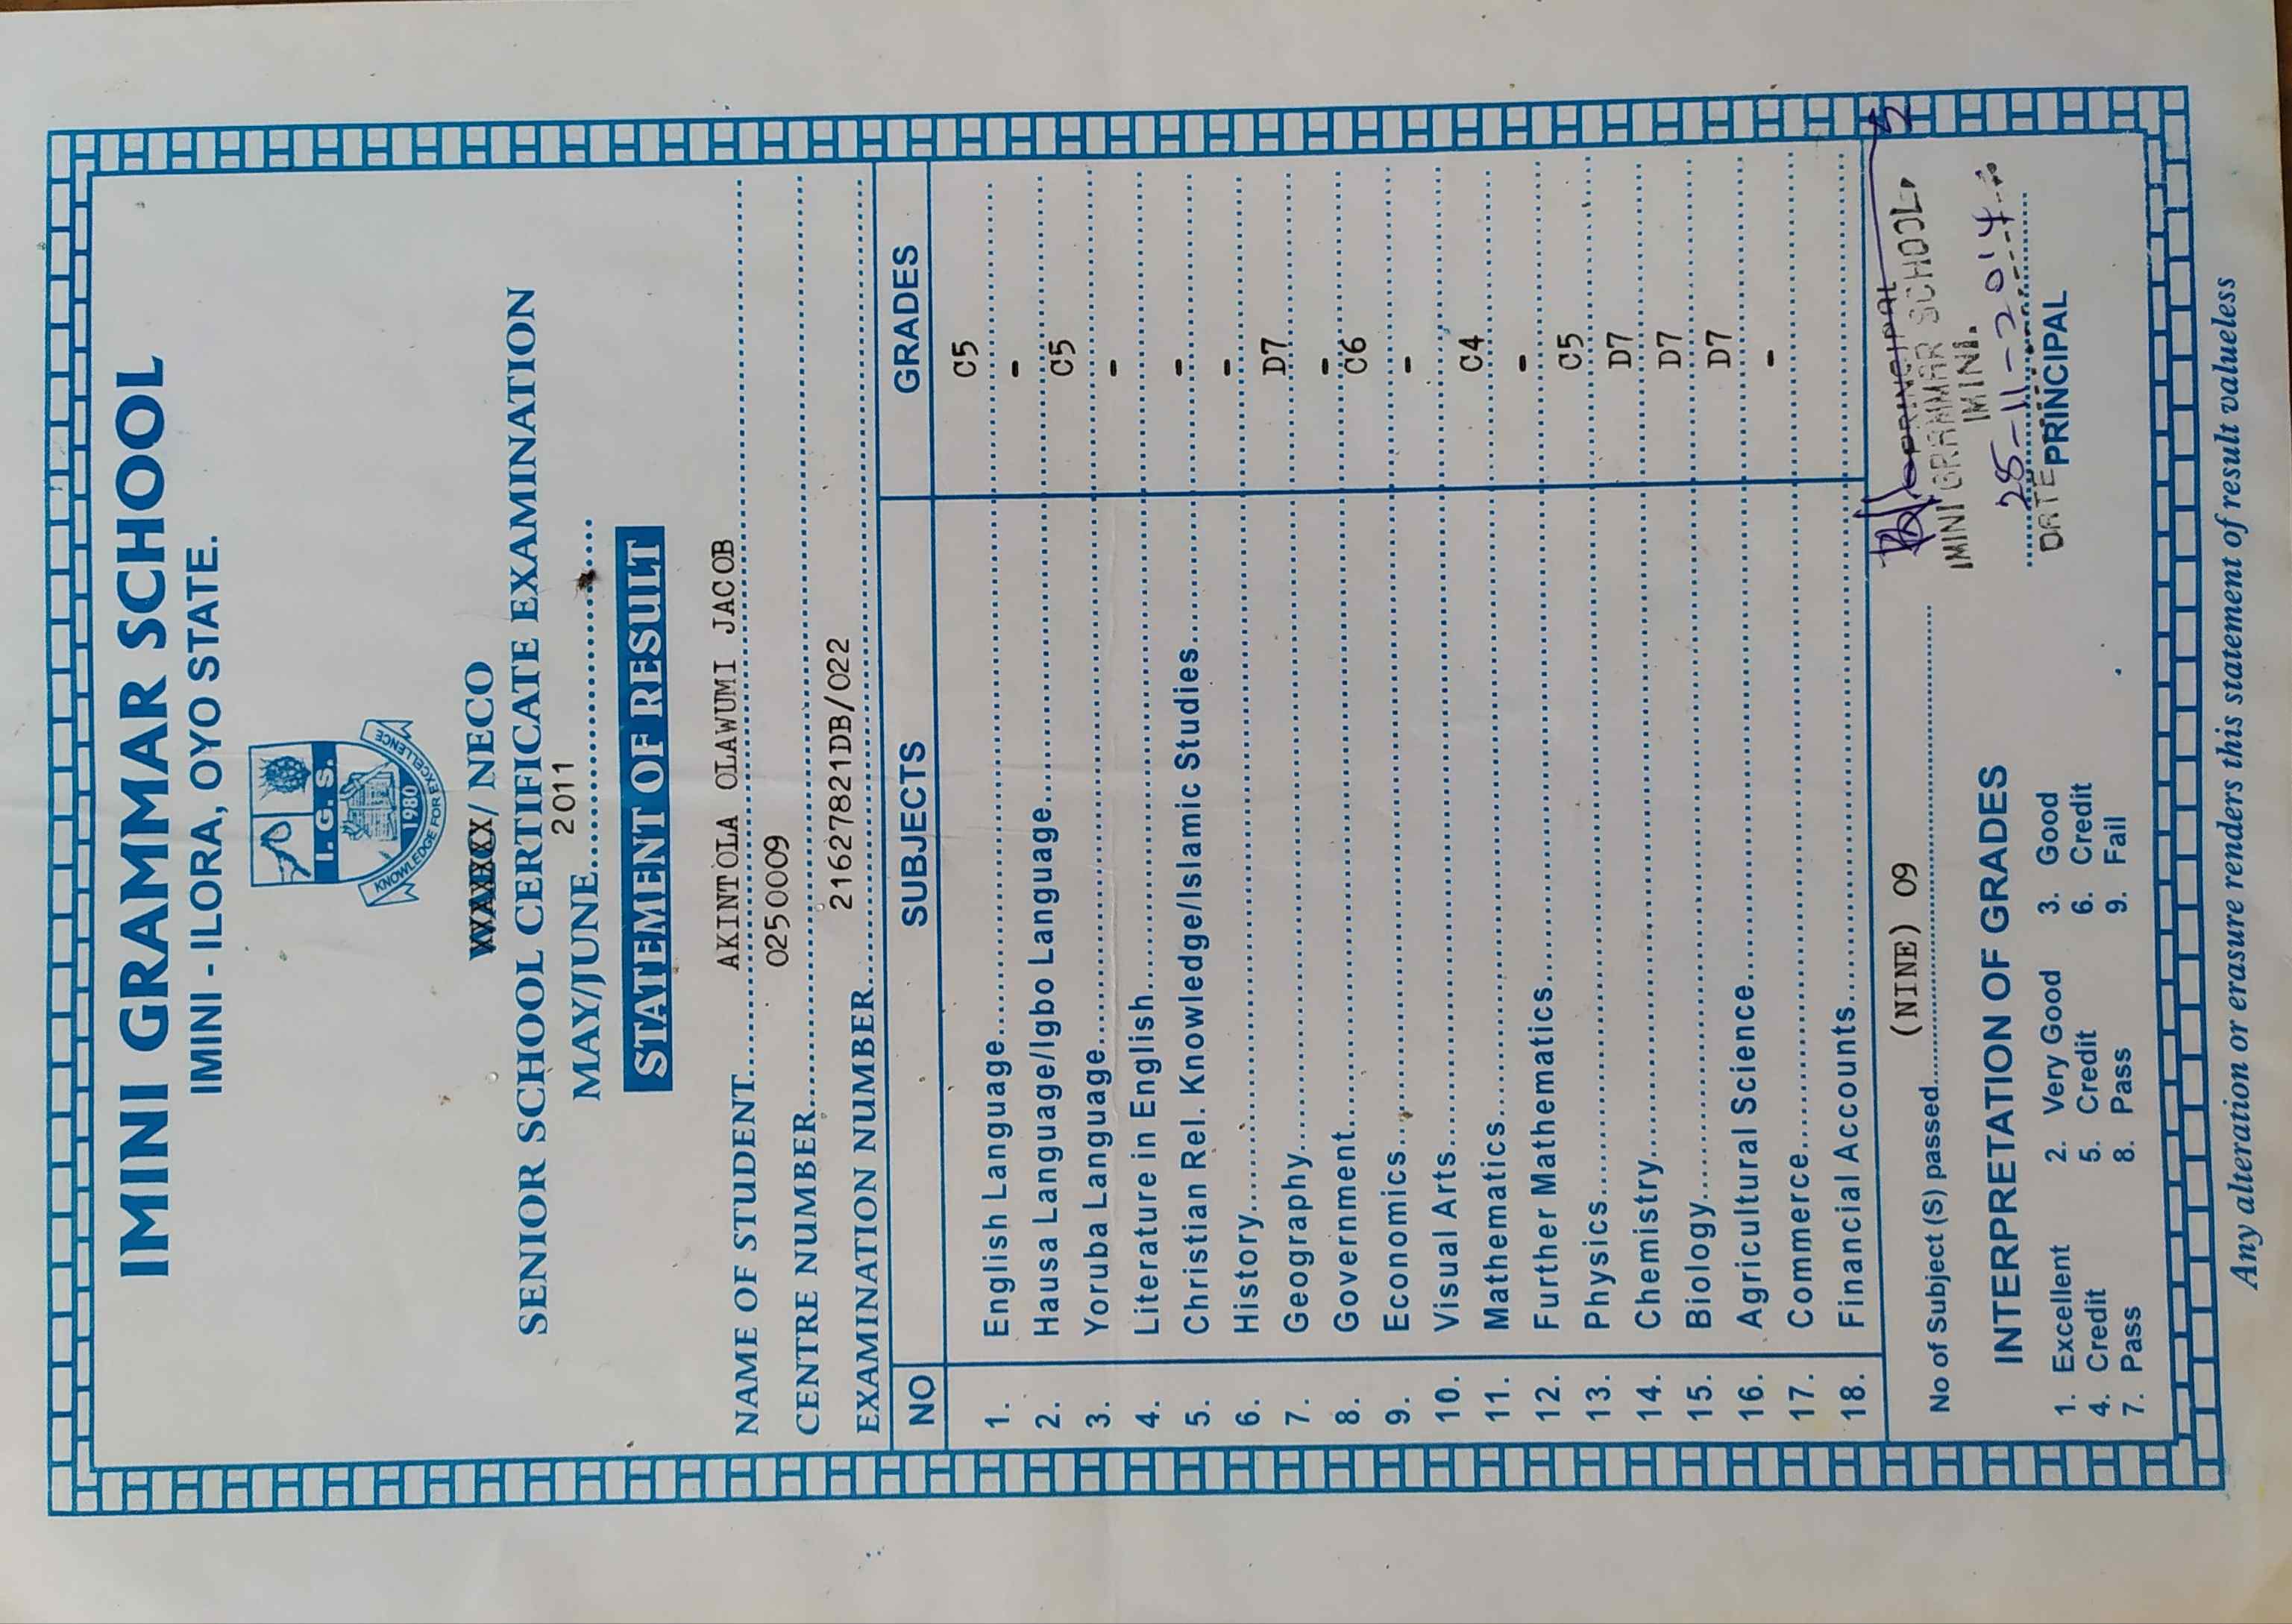 IMINI GRAMMAR SCHOOL
IMINI - ILORA, OYO STATE.
I. G. S.
1980
KNOWLEDGE FOR EXCELLENCE
/ NECO
SENIOR SCHOOL CERTIFICATE EXAMINATION
MAY/JUNE 2011
STATEMENT OF RESULT
NAME OF STUDENT AKINTOLA OLAWUMI JACOB
CENTRE NUMBER 0250009
EXAMINATION NUMBER 216278210B/022
NO SUBJECTS GRADES
1. English Language C5
2. Hausa Language/Igbo Language -
3. Yoruba Language C5
4. Literature in English -
5. Christian Rel. Knowledge/Islamic Studies -
6. History -
7. Geography D7
8. Government -
9. Economics C6
10. Visual Arts -
11. Mathematics C4
12. Further Mathematics -
13. Physics C5
14. Chemistry D7
15. Biology D7
16. Agricultural Science D7
17. Commerce -
18. Financial Accounts
No of Subject (S) passed (NINE) 09
PRINCIPAL
IMINI GRAMMAR SCHOOL,
IMINI.
28-11-2014
DATE
PRINCIPAL
INTERPRETATION OF GRADES
1. Excellent 2. Very Good 3. Good
4. Credit 5. Credit 6. Credit
7. Pass 8. Pass 9. Fail
Any alteration or erasure renders this statement of result valueless